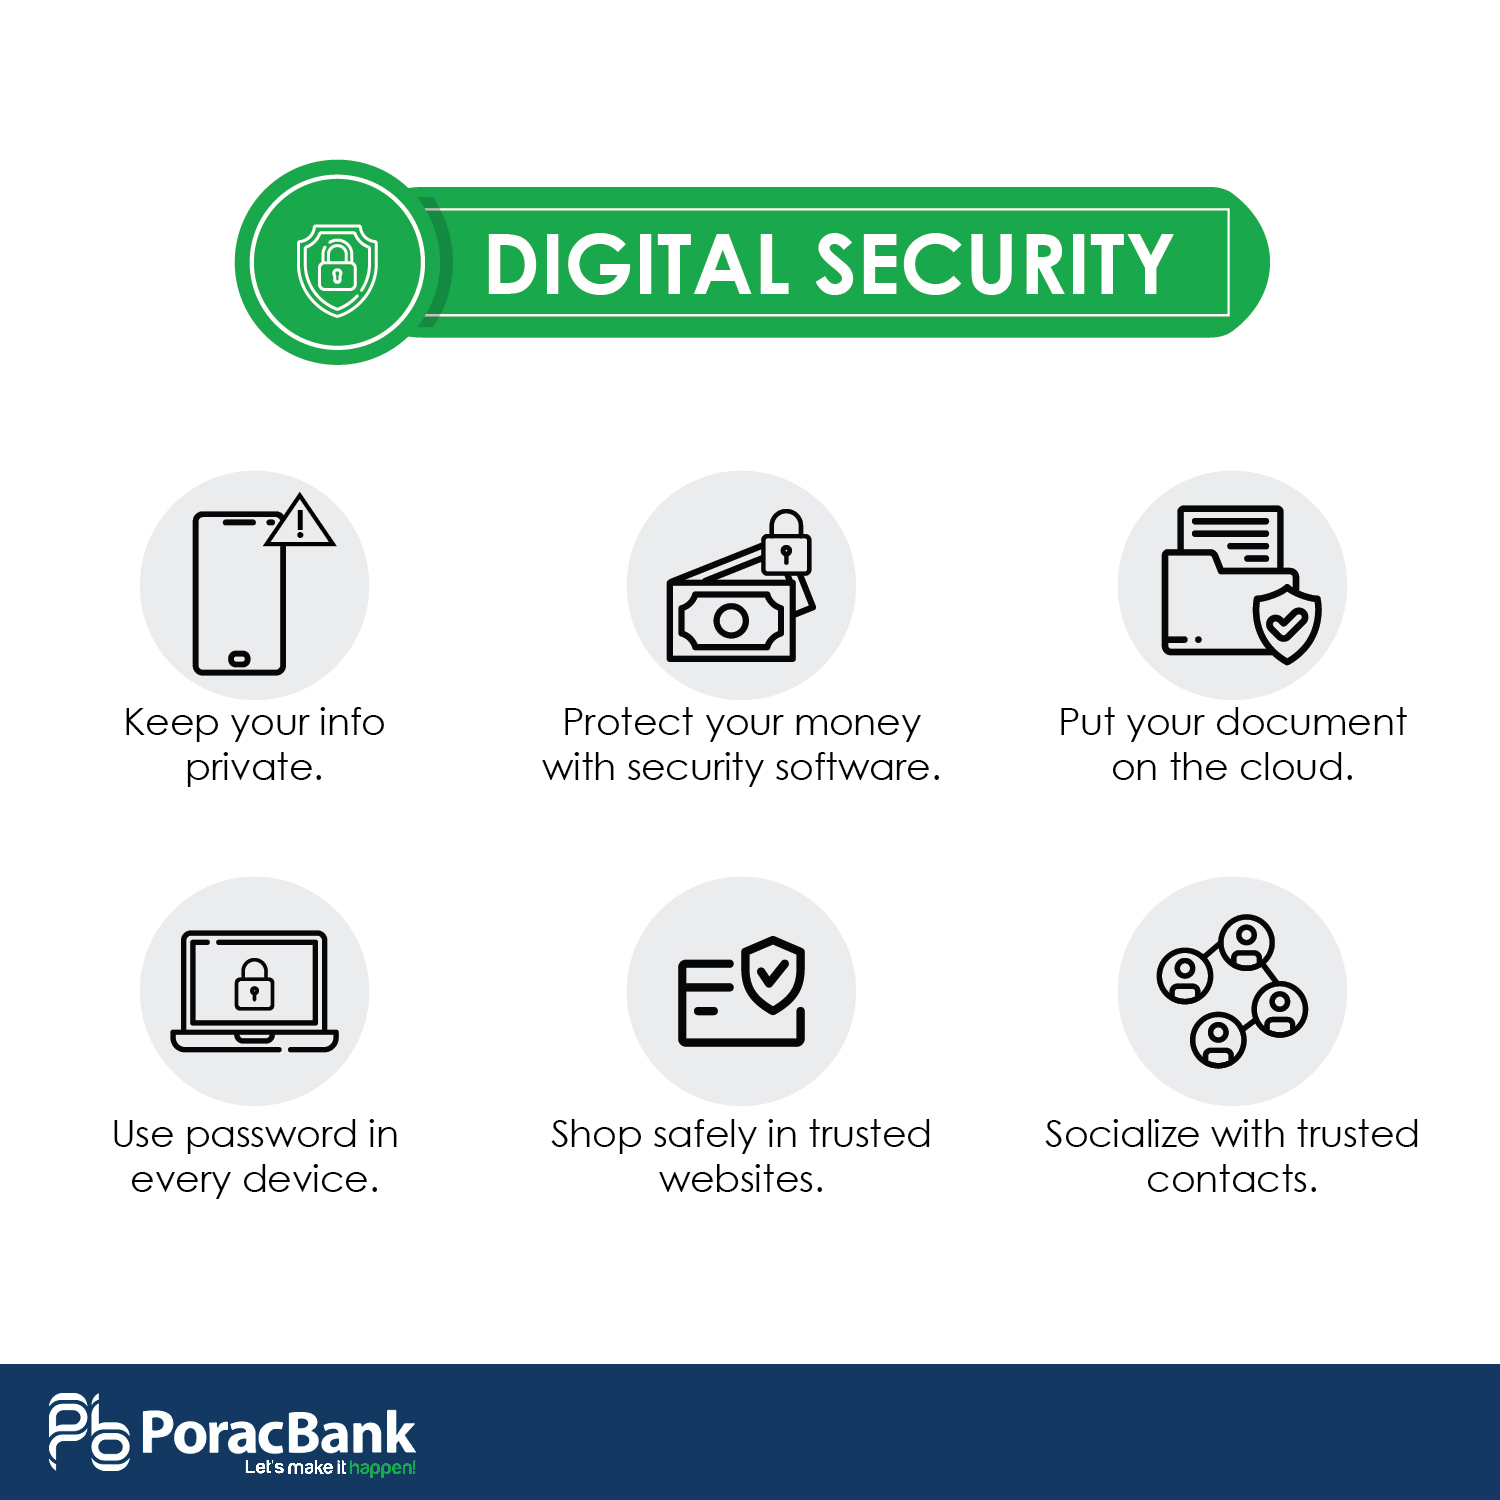 DIGITAL SECURITY
Keep your info
private.
Protect your money
with security software.
Put your document
on the cloud.
Use password in
every device.
Shop safely in trusted
websites.
Socialize with trusted
contacts.
PoracBank
Let's make it happen!